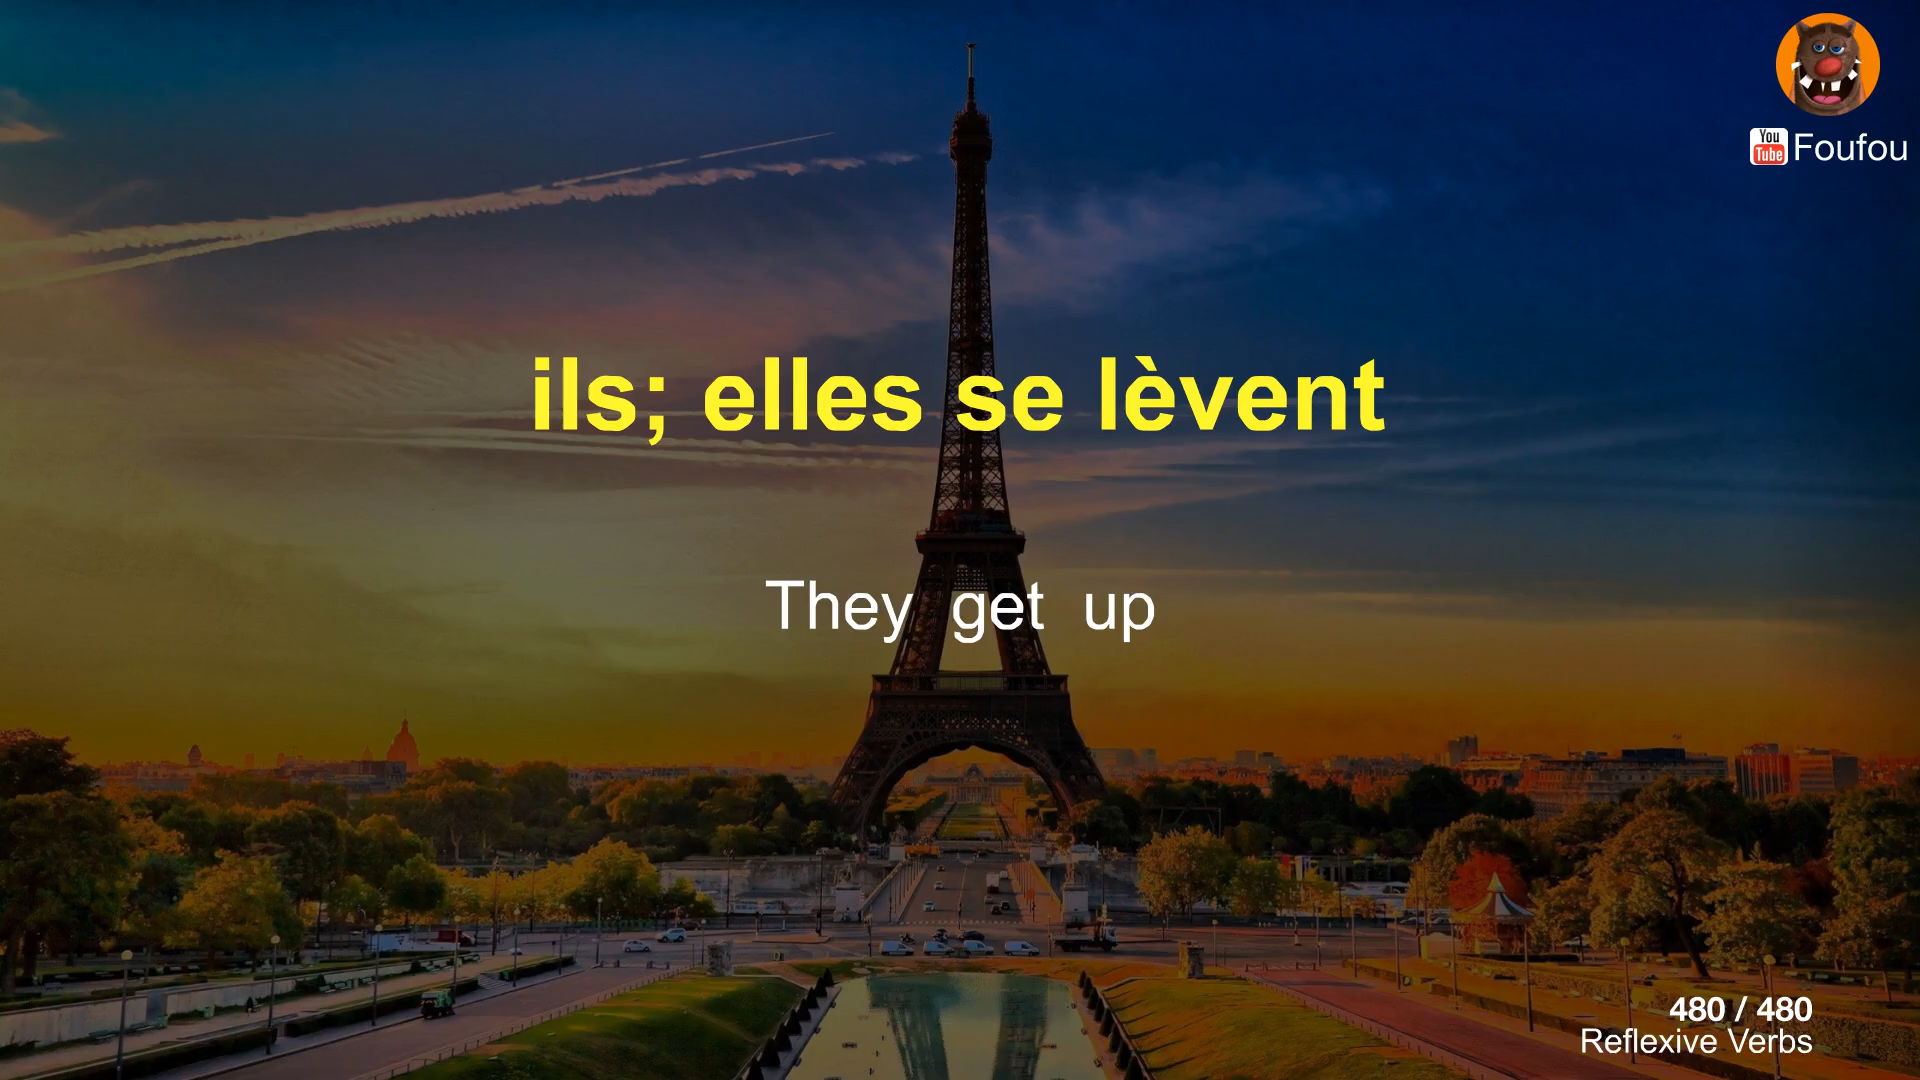 You
Tube
Foufou
ils; elles se lèvent
They get up
480 / 480
Reflexive Verbs